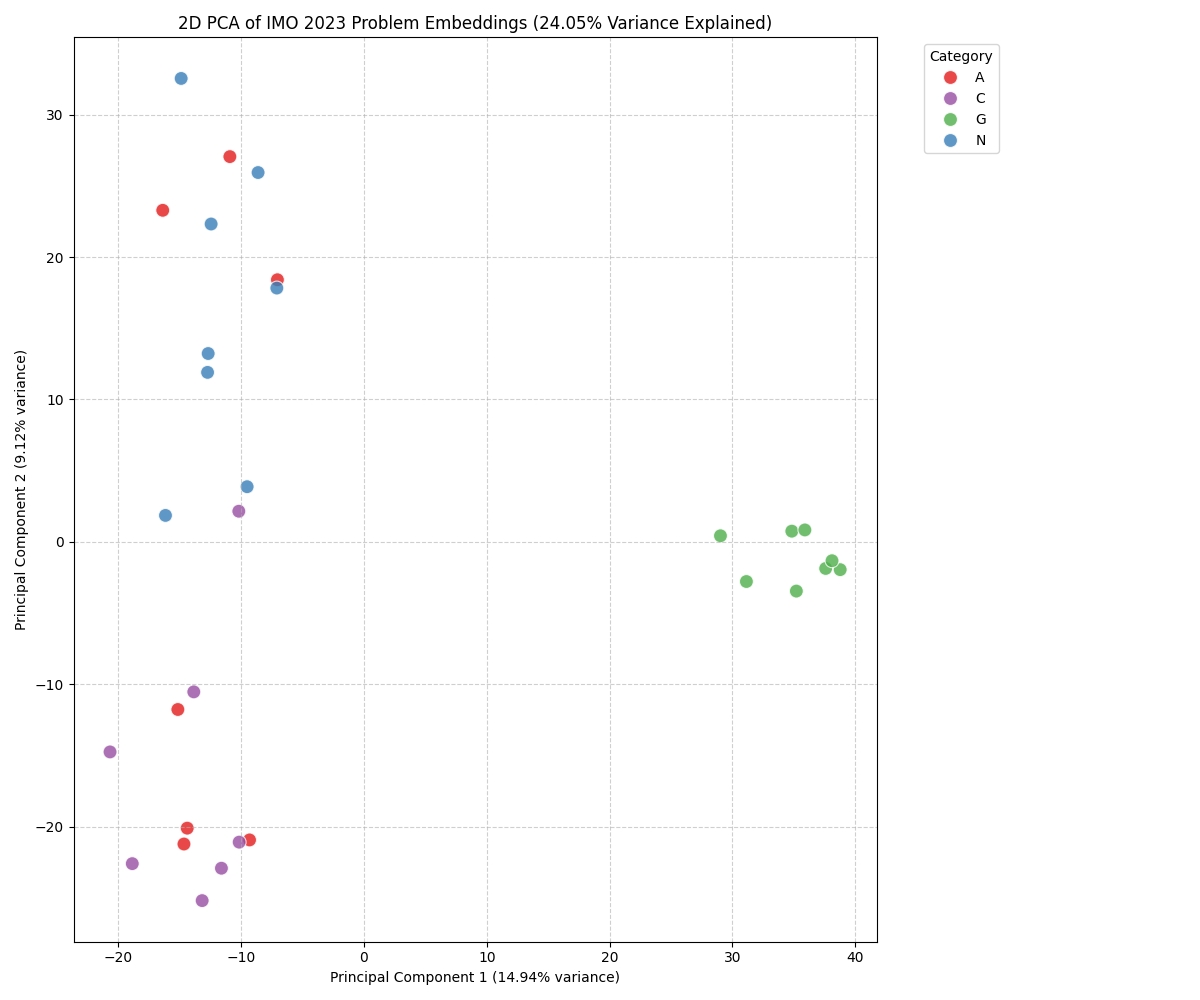 2D PCA of IMO 2023 Problem Embeddings (24.05% Variance Explained)
Category
A
C
G
N
30
20
10
0
−10
−20
Principal Component 2 (9.12% variance)
−20 −10 0 10 20 30 40
Principal Component 1 (14.94% variance)